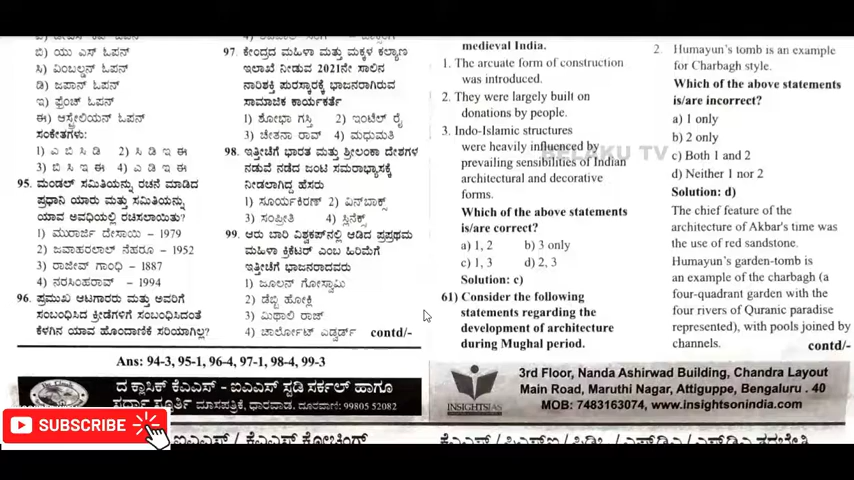 ಬಿ) ಯು ಎಸ್ ಓಪನ್
ಸಿ) ವಿಂಬಲ್ಡನ್ ಓಪನ್
ಡಿ) ಜಪಾನ್ ಓಪನ್
ಇ) ಫ್ರೆಂಚ್ ಓಪನ್
ಈ) ಆಸ್ಟ್ರೇಲಿಯನ್ ಓಪನ್
ಸಂಕೇತಗಳು:
1) ಎ ಬಿ ಸಿ ಡಿ 2) ಸಿ ಡಿ ಇ ಈ
3) ಬಿ ಸಿ ಇ ಈ 4) ಎ ಡಿ ಇ ಈ
95. ಮಂಡಲ್ ಸಮಿತಿಯನ್ನು ರಚನೆ ಮಾಡಿದ
ಪ್ರಧಾನಿ ಯಾರು ಮತ್ತು ಸಮಿತಿಯನ್ನು
ಯಾವ ಅವಧಿಯಲ್ಲಿ ರಚಿಸಲಾಯಿತು?
1) ಮುರಾರ್ಜಿ ದೇಸಾಯಿ - 1979
2) ಜವಾಹರಲಾಲ್ ನೆಹರೂ - 1952
3) ರಾಜೀವ್ ಗಾಂಧಿ - 1887
4) ನರಸಿಂಹರಾವ್ - 1994
96. ಪ್ರಮುಖ ಆಟಗಾರರು ಮತ್ತು ಅವರಿಗೆ
ಸಂಬಂಧಿಸಿದ ಕ್ರೀಡೆಗಳಿಗೆ ಸಂಬಂಧಿಸಿದಂತೆ
ಕೆಳಗಿನ ಯಾವ ಹೊಂದಾಣಿಕೆ ಸರಿಯಾಗಿಲ್ಲ?
97. ಕೇಂದ್ರದ ಮಹಿಳಾ ಮತ್ತು ಮಕ್ಕಳ ಕಲ್ಯಾಣ
ಇಲಾಖೆ ನೀಡುವ 2021ನೇ ಸಾಲಿನ
ನಾರಿಶಕ್ತಿ ಪುರಸ್ಕಾರಕ್ಕೆ ಭಾಜನರಾಗಿರುವ
ಸಾಮಾಜಿಕ ಕಾರ್ಯಕರ್ತೆ
1) ಶೋಭಾ ಗಸ್ತಿ 2) ಇಂಟೆಲ್ ರೈ
3) ಚೇತನಾ ರಾವ್ 4) ಮಧುಮತಿ
98. ಇತ್ತೀಚೆಗೆ ಭಾರತ ಮತ್ತು ಶ್ರೀಲಂಕಾ ದೇಶಗಳ
ನಡುವೆ ನಡೆದ ಜಂಟಿ ಸಮರಾಭ್ಯಾಸಕ್ಕೆ
ನೀಡಲಾಗಿದ್ದ ಹೆಸರು
1) ಸೂರ್ಯಕಿರಣ್ 2) ವಿನ್‌ಬಾಕ್ಸ್
3) ಸಂಪ್ರೀತಿ 4) ಸ್ಲಿನೆಕ್ಸ್
99. ಆರು ಬಾರಿ ವಿಶ್ವಕಪ್‌ನಲ್ಲಿ ಆಡಿದ ಪ್ರಪ್ರಥಮ
ಮಹಿಳಾ ಕ್ರಿಕೆಟರ್ ಎಂಬ ಹಿರಿಮೆಗೆ
ಇತ್ತೀಚೆಗೆ ಭಾಜನರಾದವರು
1) ಜೂಲನ್ ಗೋಸ್ವಾಮಿ
2) ಡೆಬ್ಬಿ ಹೋಕ್ಲಿ
3) ಮಿಥಾಲಿ ರಾಜ್
4) ಚಾರ್ಲೋಟ್ ಎಡ್ವರ್ಡ್ contd/-
Ans: 94-3, 95-1, 96-4, 97-1, 98-4, 99-3
ದ ಕ್ಲಾಸಿಕ್ ಕೆಎಎಸ್ - ಐಎಎಸ್ ಸ್ಟಡಿ ಸರ್ಕಲ್ ಹಾಗೂ
ಸ್ಪರ್ಧಾ ಸ್ಫೂರ್ತಿ ಮಾಸಪತ್ರಿಕೆ, ಧಾರವಾಡ. ದೂರವಾಣಿ: 99805 52082
SUBSCRIBE
ಐಎಎಸ್ / ಕೆಎಎಸ್ ಕೋಚಿಂಗ್
medieval India.
1. The arcuate form of construction
was introduced.
2. They were largely built on
donations by people.
3. Indo-Islamic structures
were heavily influenced by
prevailing sensibilities of Indian
architectural and decorative
forms.
Which of the above statements
is/are correct?
a) 1, 2 b) 3 only
c) 1, 3 d) 2, 3
Solution: c)
61) Consider the following
statements regarding the
development of architecture
during Mughal period.
BELAKU TV
2. Humayun's tomb is an example
for Charbagh style.
Which of the above statements
is/are incorrect?
a) 1 only
b) 2 only
c) Both 1 and 2
d) Neither 1 nor 2
Solution: d)
The chief feature of the
architecture of Akbar's time was
the use of red sandstone.
Humayun's garden-tomb is
an example of the charbagh (a
four-quadrant garden with the
four rivers of Quranic paradise
represented), with pools joined by
channels. contd/-
INSIGHTSIAS
3rd Floor, Nanda Ashirwad Building, Chandra Layout
Main Road, Maruthi Nagar, Attiguppe, Bengaluru . 40
MOB: 7483163074, www.insightsonindia.com